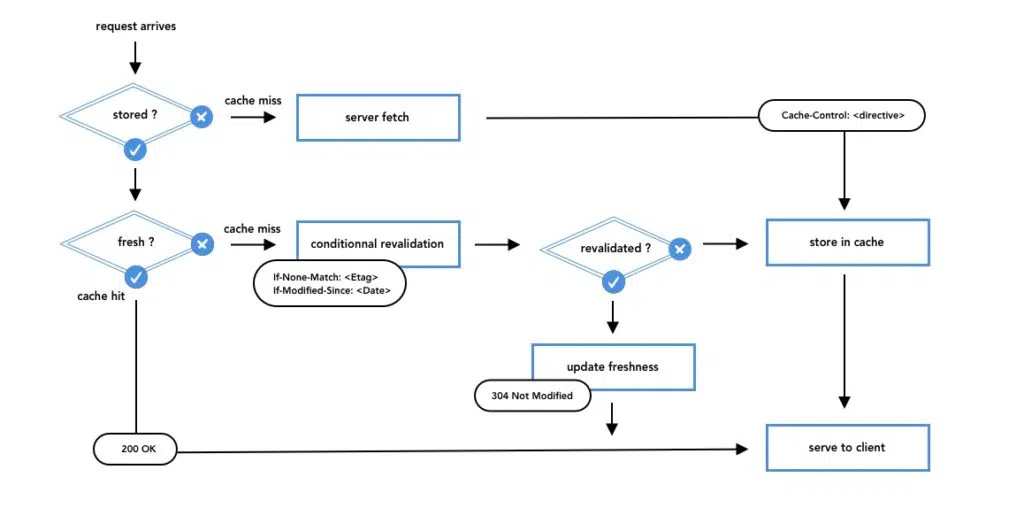 request arrives
stored ?
cache miss
server fetch
Cache-Control: <directive>
fresh ?
cache miss
conditionnal revalidation
If-None-Match: <Etag>
If-Modified-Since: <Date>
revalidated ?
store in cache
cache hit
update freshness
304 Not Modified
200 OK
serve to client